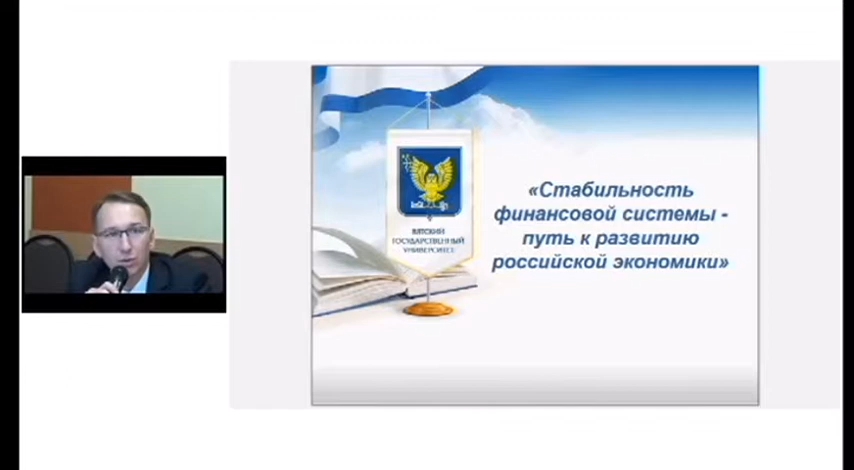 «Стабильность
финансовой системы -
путь к развитию
российской экономики»
ВЯТСКИЙ
ГОСУДАРСТВЕННЫЙ
УНИВЕРСИТЕТ